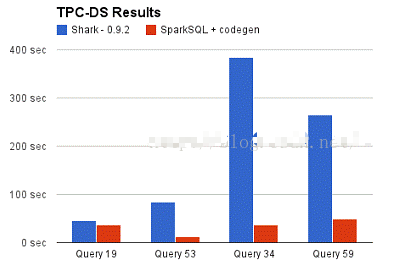 TPC-DS Results
Shark - 0.9.2 SparkSQL + codegen
400 sec
300 sec
200 sec
100 sec
0 sec
Query 19 Query 53 Query 34 Query 59